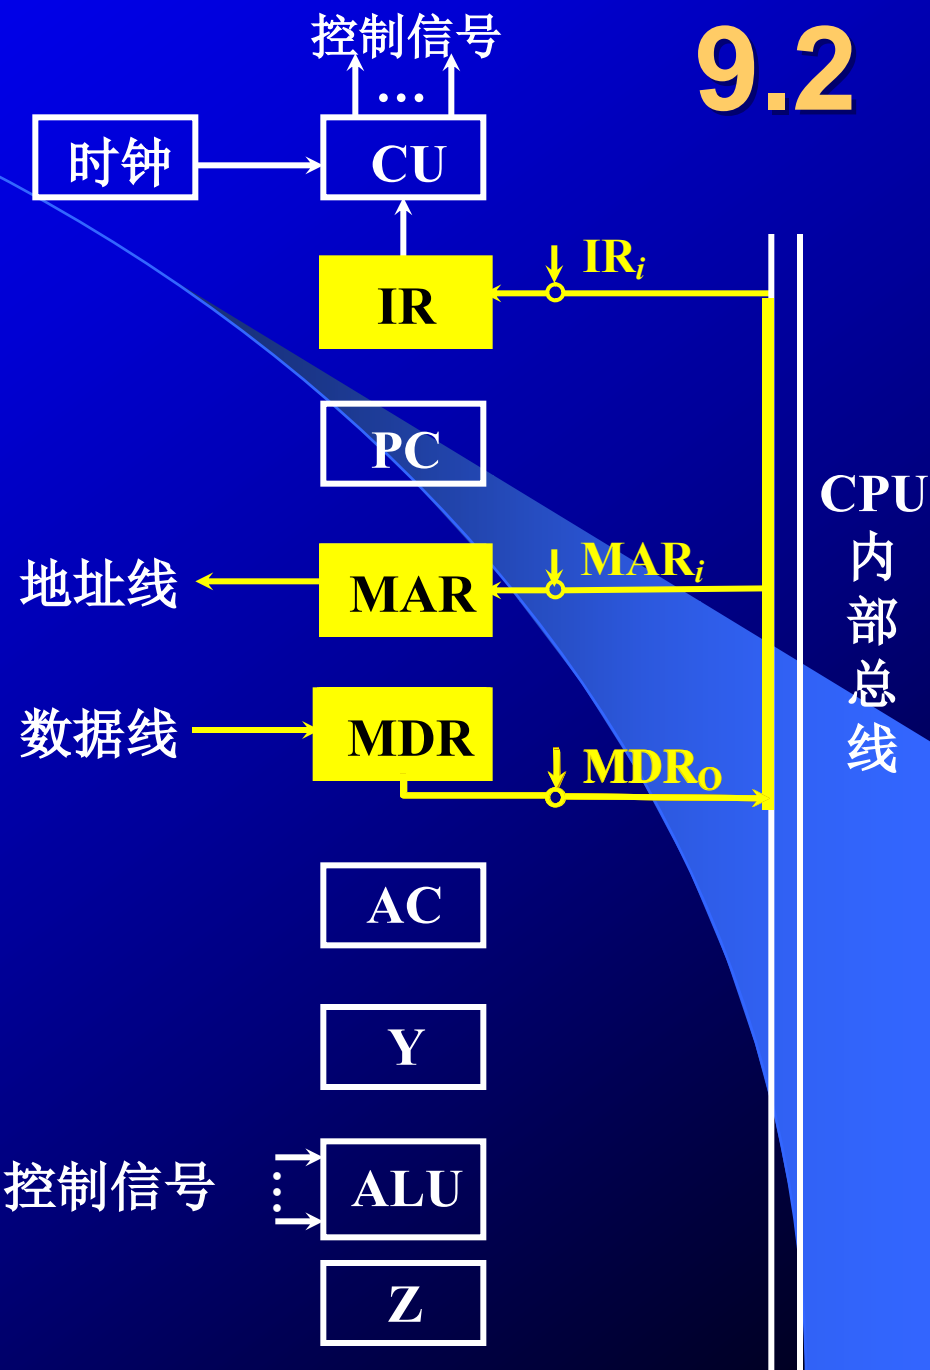 控制信号
9.2
…
时钟
CU
IRi
IR
PC
CPU
内
部
总
线
地址线
MAR
MARi
数据线
MDR
MDRO
AC
Y
控制信号
ALU
Z